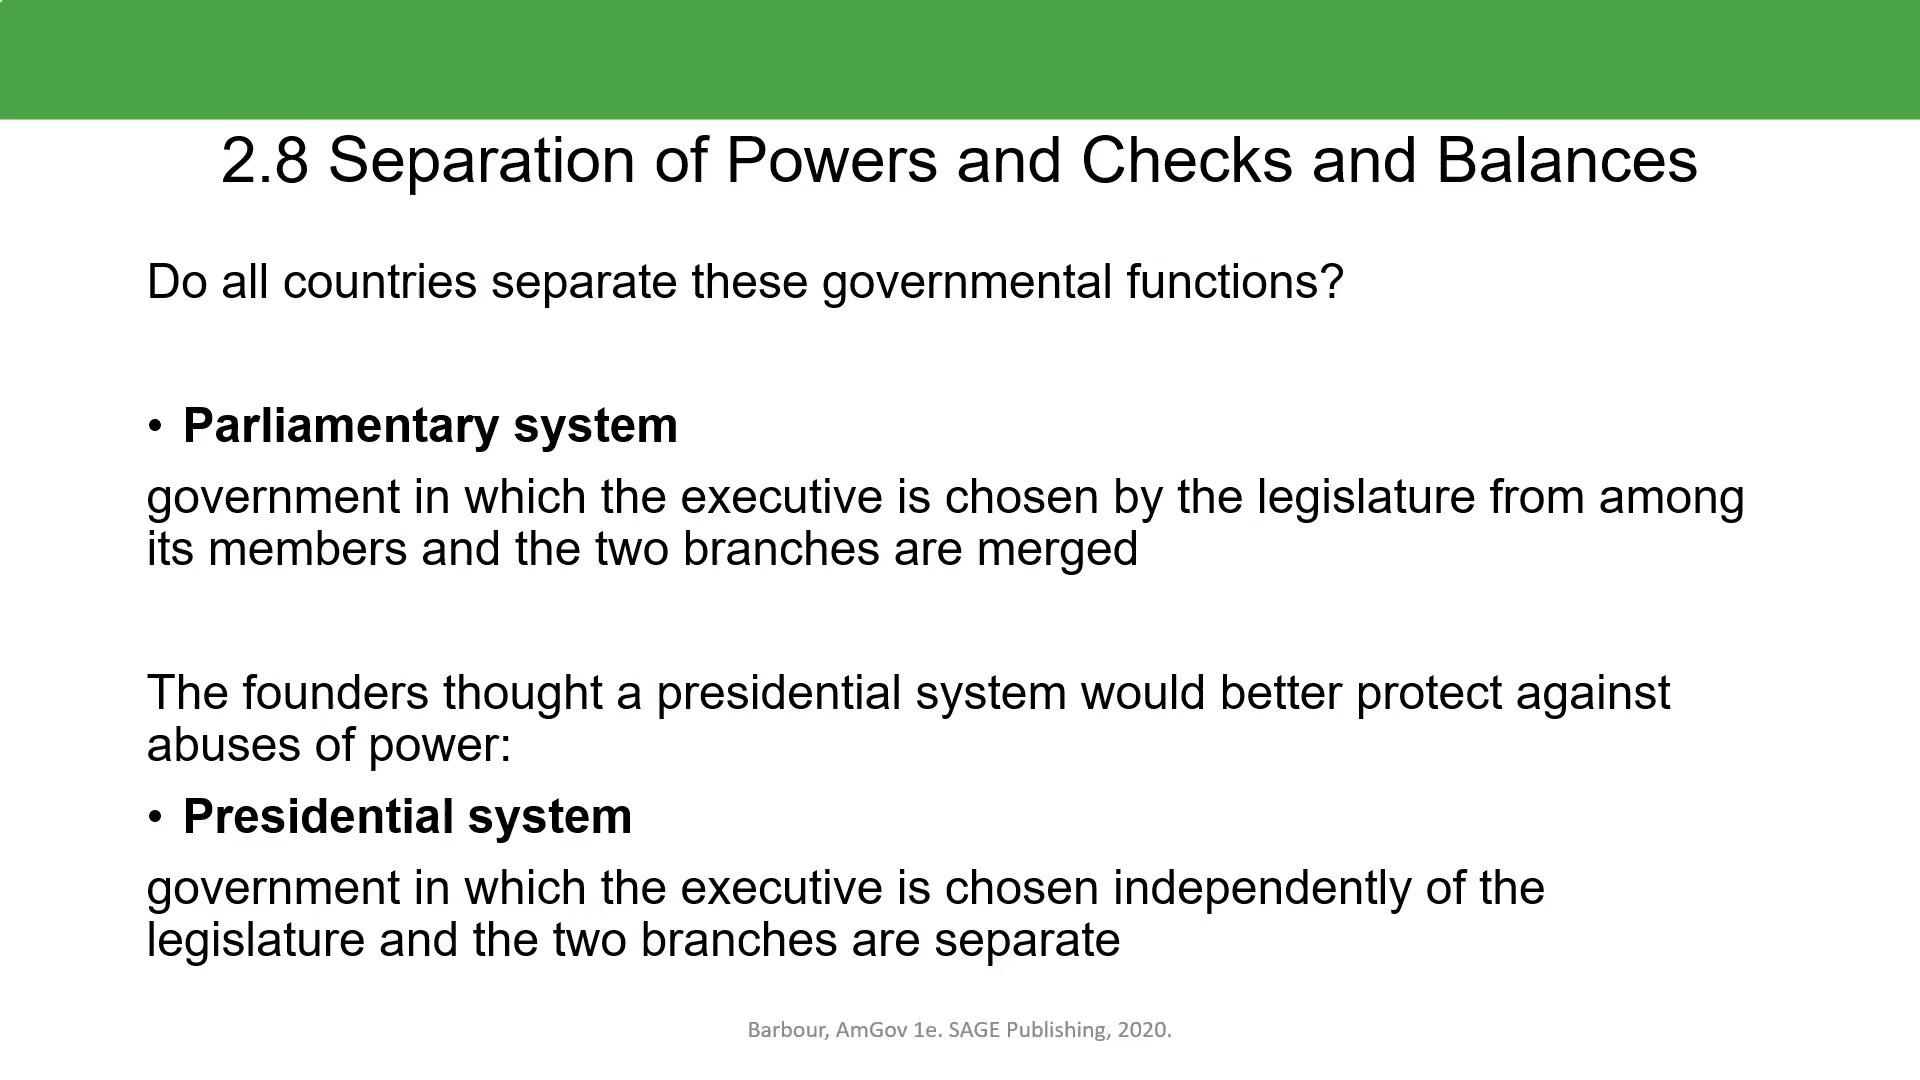 2.8 Separation of Powers and Checks and Balances
Do all countries separate these governmental functions?
• Parliamentary system
government in which the executive is chosen by the legislature from among
its members and the two branches are merged
The founders thought a presidential system would better protect against
abuses of power:
• Presidential system
government in which the executive is chosen independently of the
legislature and the two branches are separate
Barbour, AmGov 1e. SAGE Publishing, 2020.